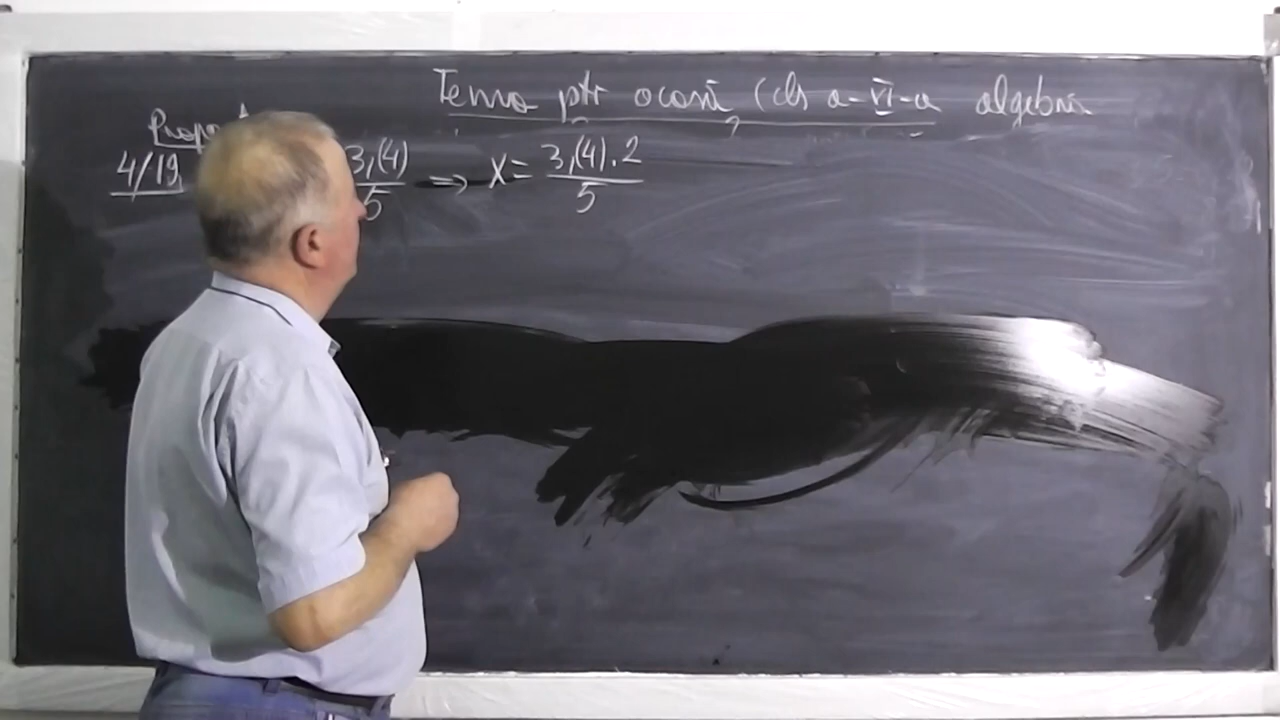 Tema ptr acasă (cls a-VI-a algebră
4/19, 3,(4)/5 ⇒ x = 3,(4)·2/5